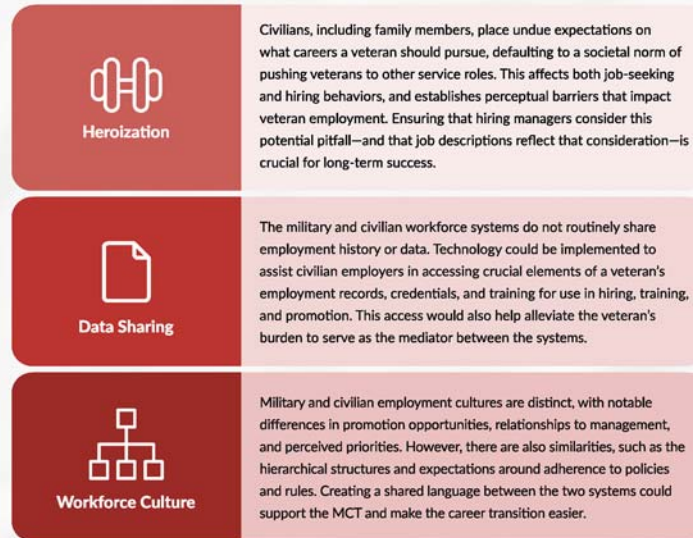 Heroization
Civilians, including family members, place undue expectations on
what careers a veteran should pursue, defaulting to a societal norm of
pushing veterans to other service roles. This affects both job-seeking
and hiring behaviors, and establishes perceptual barriers that impact
veteran employment. Ensuring that hiring managers consider this
potential pitfall—and that job descriptions reflect that consideration—is
crucial for long-term success.
Data Sharing
The military and civilian workforce systems do not routinely share
employment history or data. Technology could be implemented to
assist civilian employers in accessing crucial elements of a veteran's
employment records, credentials, and training for use in hiring, training,
and promotion. This access would also help alleviate the veteran's
burden to serve as the mediator between the systems.
Workforce Culture
Military and civilian employment cultures are distinct, with notable
differences in promotion opportunities, relationships to management,
and perceived priorities. However, there are also similarities, such as the
hierarchical structures and expectations around adherence to policies
and rules. Creating a shared language between the two systems could
support the MCT and make the career transition easier.